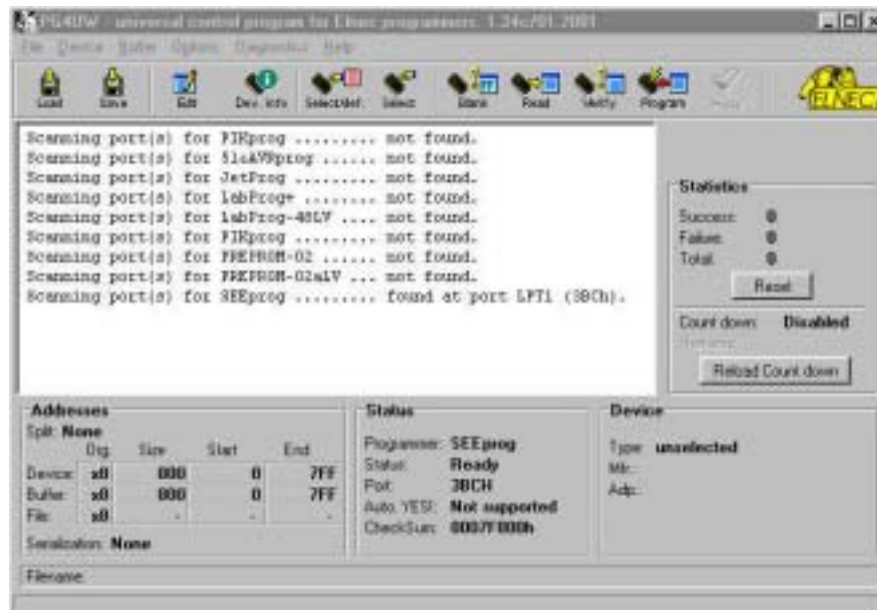 PG4UW - universal control program for Elnec programmers. 1.24c/01.2001
File Device Buffer Options Diagnostics Help
Load Save Edit Dev. info Select/def. Select Blank Read Verify Program
ELNEC
Scanning port(s) for PIKprog ......... not found.
Scanning port(s) for 51&AVRprog ...... not found.
Scanning port(s) for JetProg ......... not found.
Scanning port(s) for LabProg+ ........ not found.
Scanning port(s) for LabProg-48LV .... not found.
Scanning port(s) for PIKprog ......... not found.
Scanning port(s) for PREPROM-02 ...... not found.
Scanning port(s) for PREPROM-02aLV ... not found.
Scanning port(s) for SEEprog ......... found at port LPT1 (3BCh).
Statistics
Success: 0
Failure: 0
Total: 0
Reset
Count down: Disabled
Reload Count down
Addresses
Split: None
Org. Size Start End
Device: x8 800 0 7FF
Buffer: x8 800 0 7FF
File: x8 - - -
Serialization: None
Status
Programmer: SEEprog
Status: Ready
Port: 3BCH
Auto. YES!: Not supported
CheckSum: 0007F800h
Device
Type: unselected
Mfr.:
Adp.:
Filename: